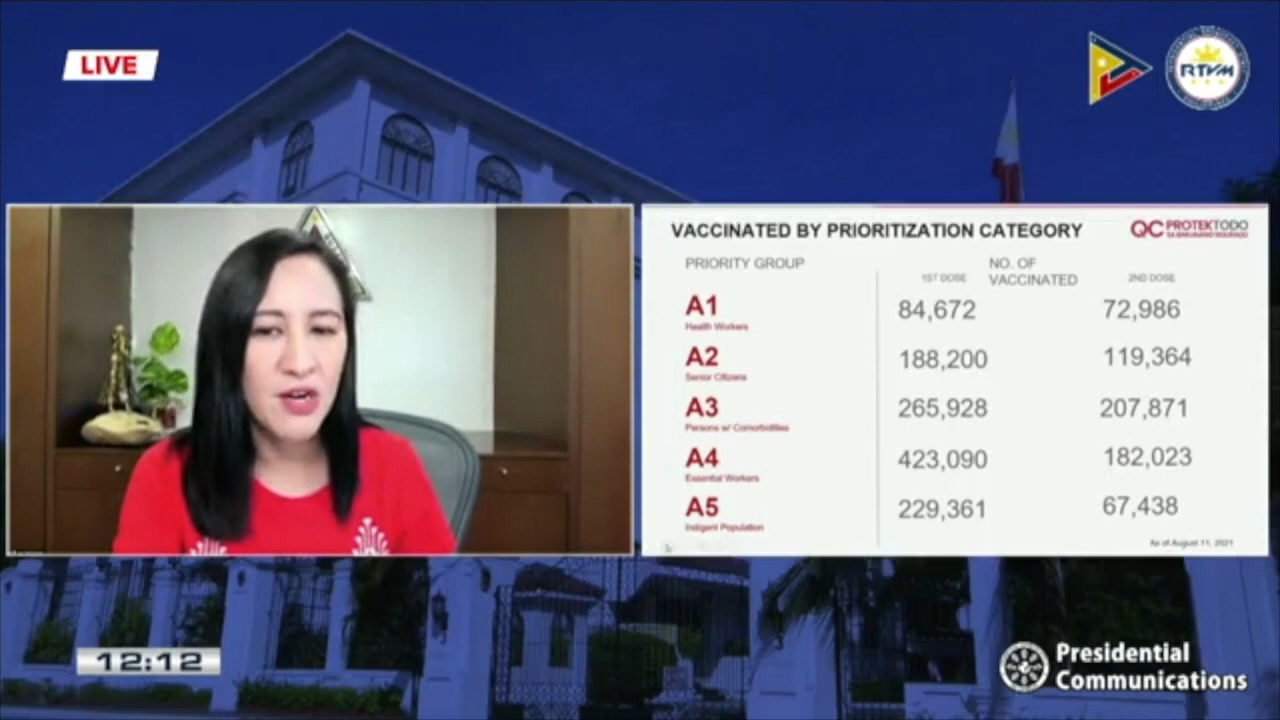 LIVE
RTVM
VACCINATED BY PRIORITIZATION CATEGORY
QC PROTEKTODO
SA BAKUNANG SIGURADO
PRIORITY GROUP
NO. OF
VACCINATED
1ST DOSE
2ND DOSE
A1 84,672 72,986
Health Workers
A2 188,200 119,364
Senior Citizens
A3 265,928 207,871
Persons w/ Comorbidities
A4 423,090 182,023
Essential Workers
A5 229,361 67,438
Indigent Population
As of August 11, 2021
12:12
Presidential
Communications